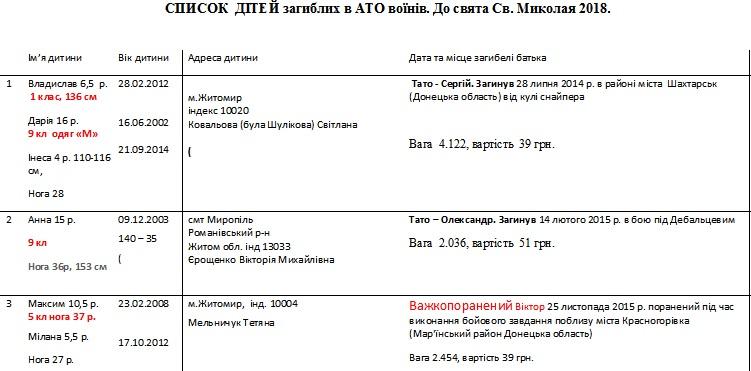 СПИСОК ДІТЕЙ загиблих в АТО воїнів. До свята Св. Миколая 2018.
Ім'я дитини
Вік дитини
Адреса дитини
Дата та місце загибелі батька
1
Владислав 6,5 р.
1 клас, 136 см
Дарія 16 р.
9 кл одяг «М»
Інеса 4 р. 110-116
см,
Нога 28
28.02.2012
16.06.2002
21.09.2014
м.Житомир
індекс 10020
Ковальова (була Шулікова) Світлана
(
Тато - Сергій. Загинув 28 липня 2014 р. в районі міста Шахтарськ
(Донецька область) від кулі снайпера
Вага 4.122, вартість 39 грн.
2
Анна 15 р.
9 кл
Нога 36р, 153 см
09.12.2003
140 – 35
(
смт Миропіль
Романівський р-н
Житом обл. інд 13033
Єрощенко Вікторія Михайлівна
Тато – Олександр. Загинув 14 лютого 2015 р. в бою під Дебальцевим
Вага 2.036, вартість 51 грн.
3
Максим 10,5 р.
5 кл нога 37 р.
Мілана 5,5 р.
Нога 27 р.
23.02.2008
17.10.2012
м.Житомир, інд. 10004
Мельничук Тетяна
Важкопоранений Віктор 25 листопада 2015 р. поранений під час
виконання бойового завдання поблизу міста Красногорівка
(Мар'їнський район Донецька область)
Вага 2.454, вартість 39 грн.